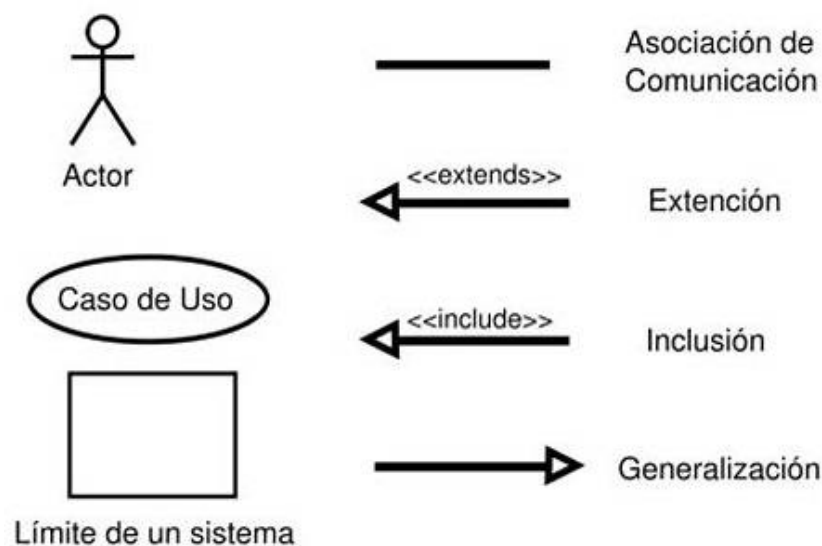 Actor
Caso de Uso
Límite de un sistema
Asociación de
Comunicación
<<extends>>
Extención
<<include>>
Inclusión
Generalización